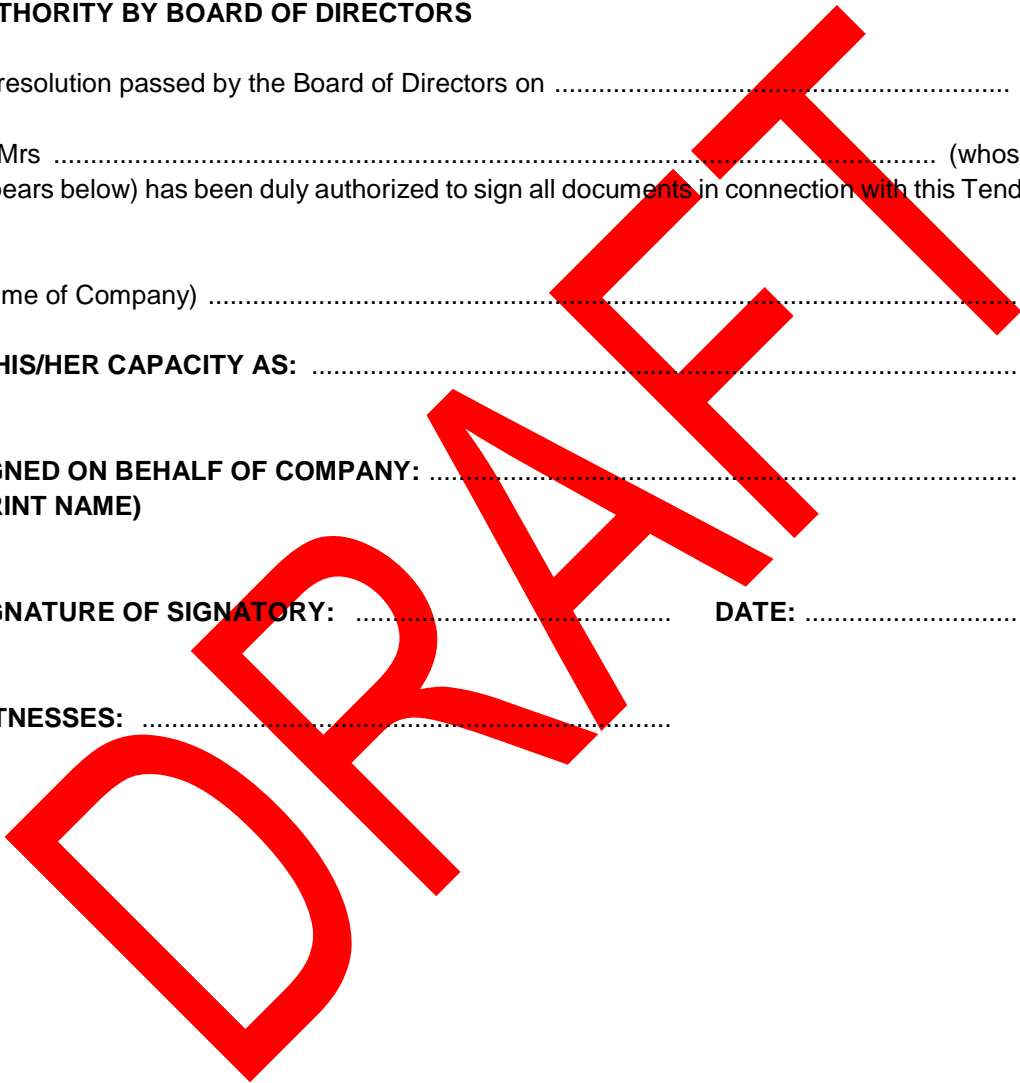 THORITY BY BOARD OF DIRECTORS
resolution passed by the Board of Directors on ..............................................................
Mrs ........................................................................................................................ (whos
pears below) has been duly authorized to sign all documents in connection with this Tend
me of Company) ..............................................................................................................
HIS/HER CAPACITY AS: ................................................................................................
GNED ON BEHALF OF COMPANY: ................................................................................
RINT NAME)
GNATURE OF SIGNATORY: ........................................... DATE: .............................
TNESSES: ........................................................................
DRAFT